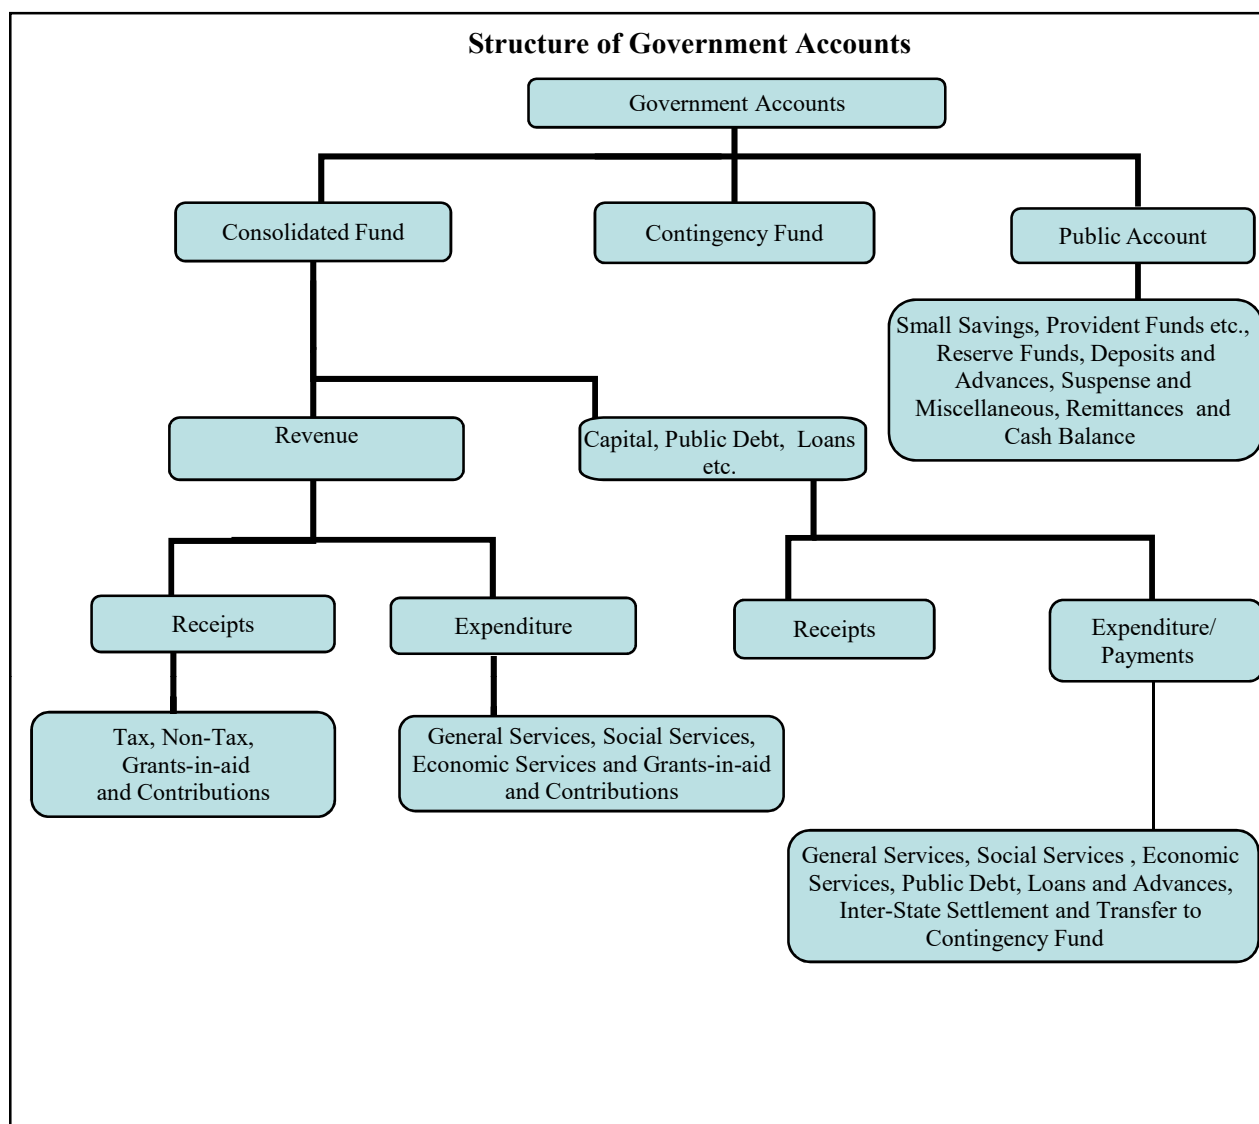 Structure of Government Accounts
Government Accounts
Consolidated Fund
Contingency Fund
Public Account
Small Savings, Provident Funds etc.,
Reserve Funds, Deposits and
Advances, Suspense and
Miscellaneous, Remittances and
Cash Balance
Revenue
Capital, Public Debt, Loans
etc.
Receipts
Expenditure
Receipts
Expenditure/
Payments
Tax, Non-Tax,
Grants-in-aid
and Contributions
General Services, Social Services,
Economic Services and Grants-in-aid
and Contributions
General Services, Social Services , Economic
Services, Public Debt, Loans and Advances,
Inter-State Settlement and Transfer to
Contingency Fund